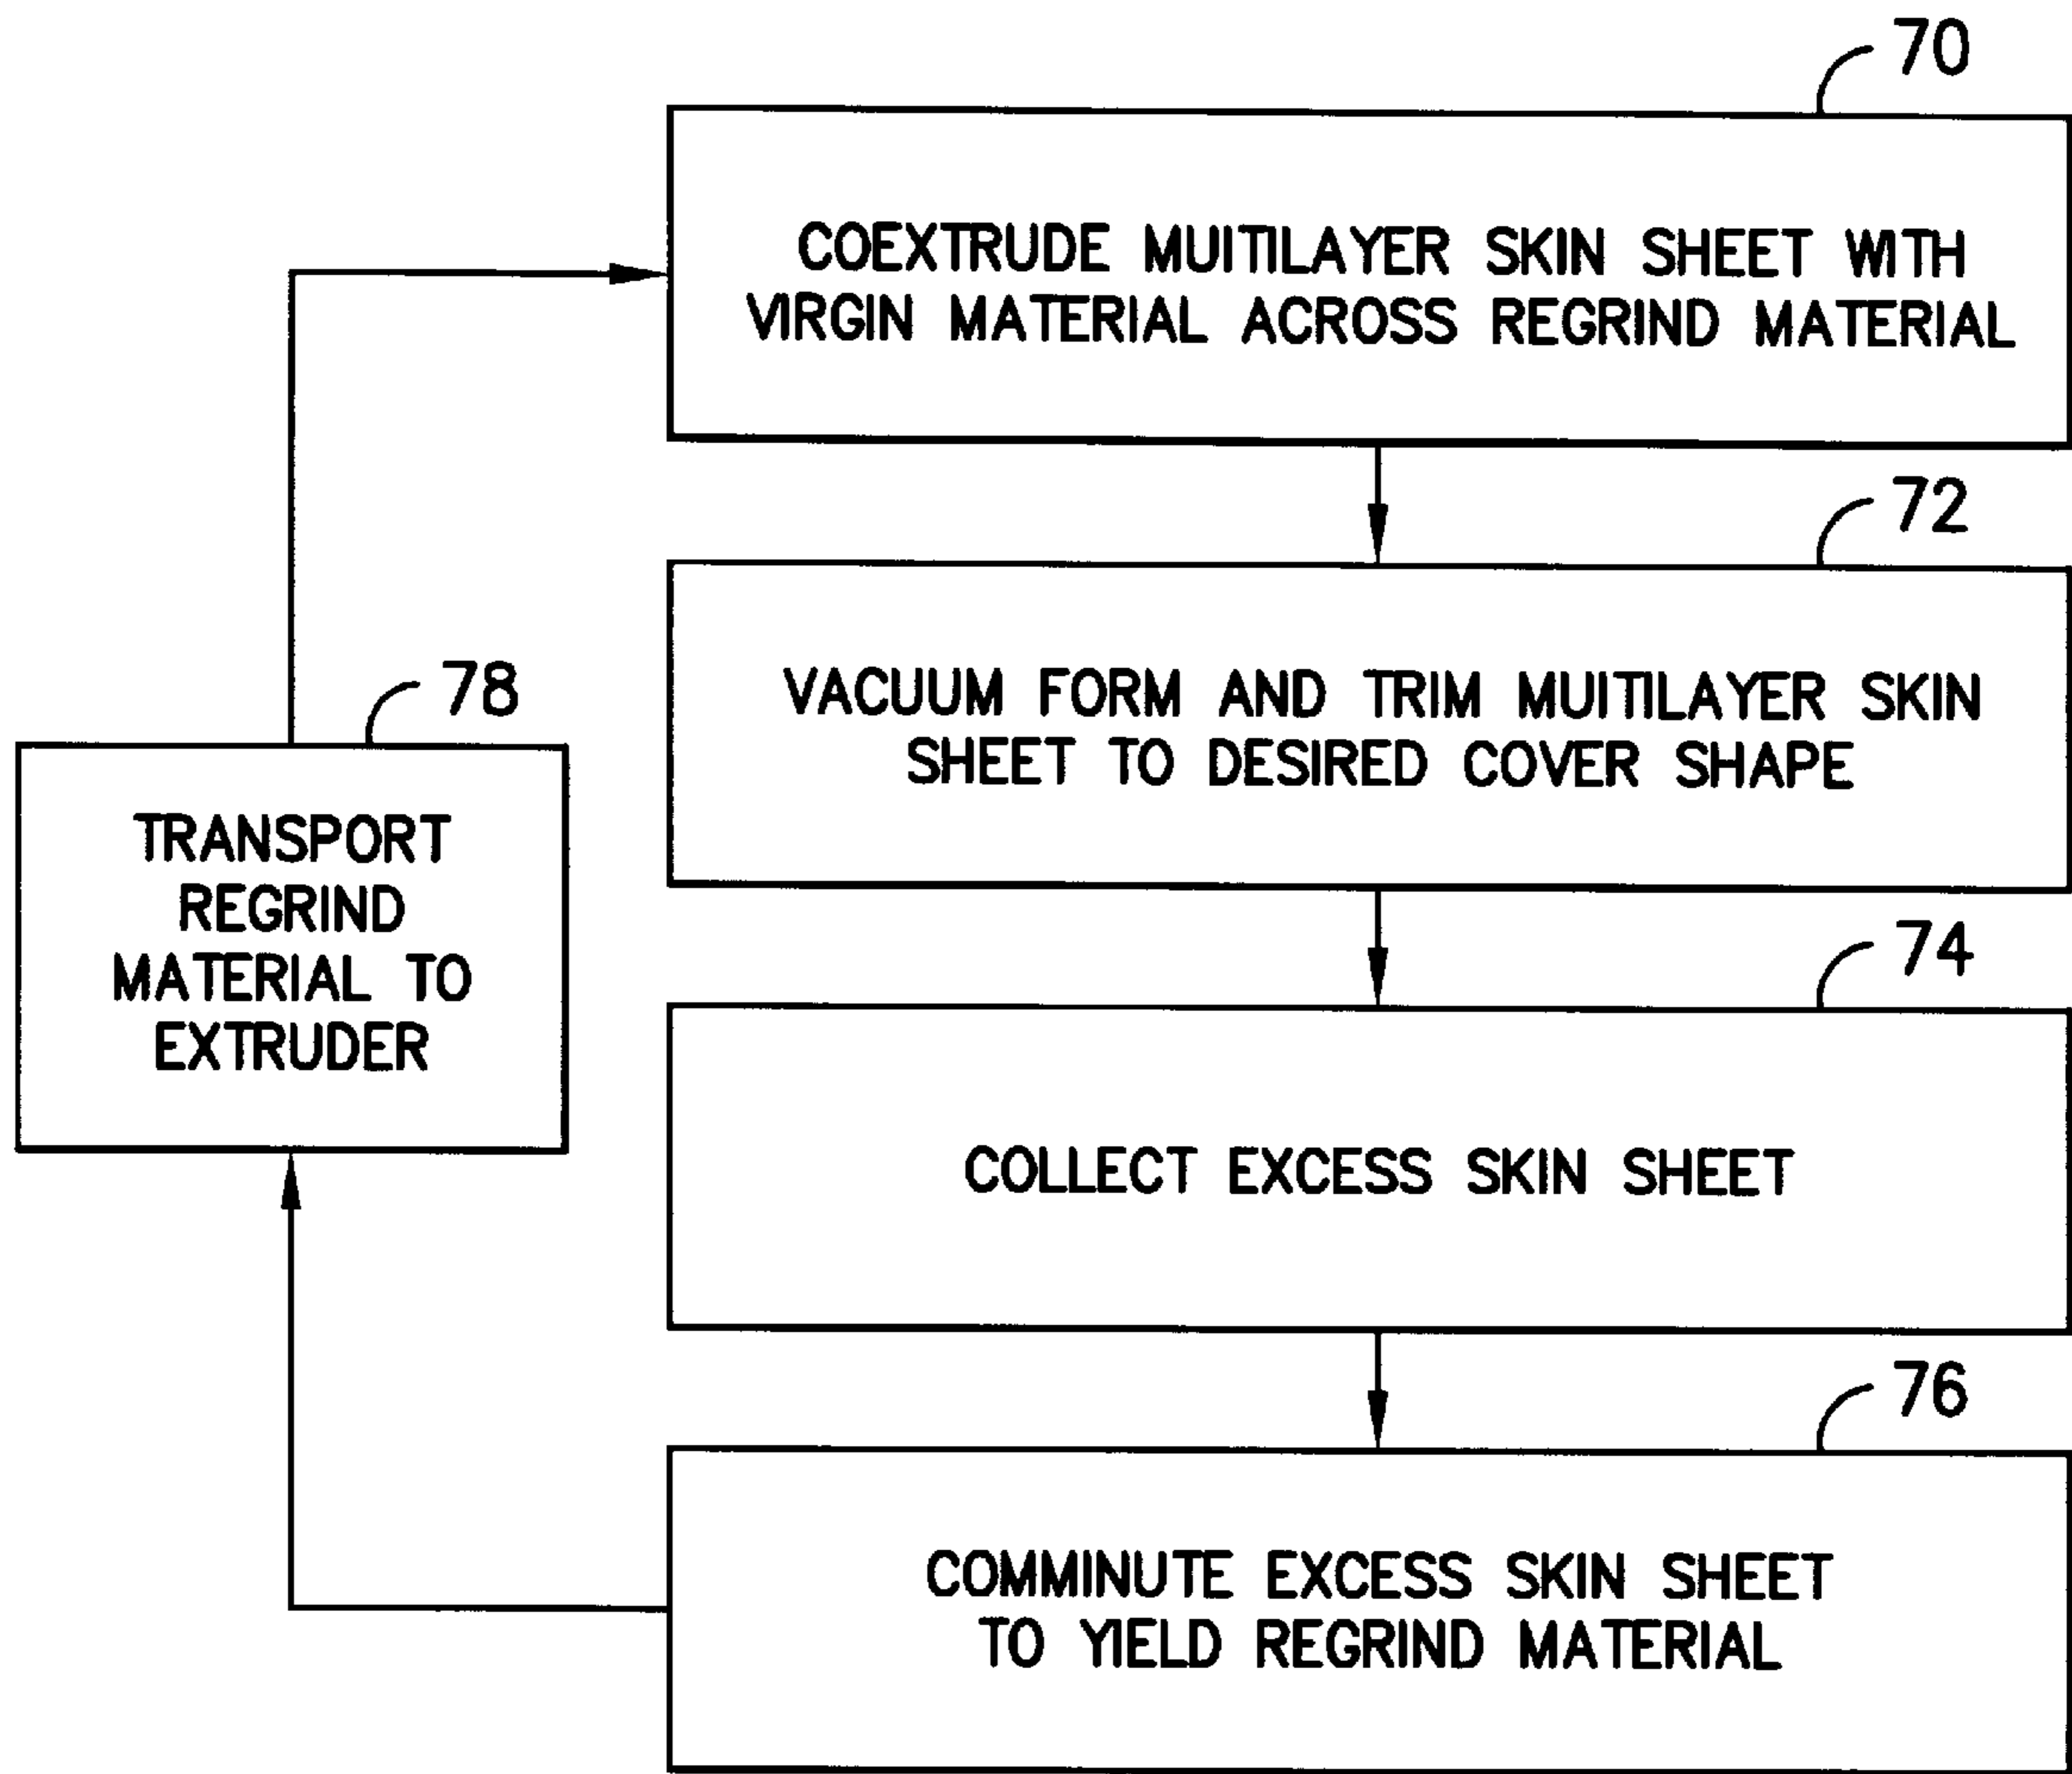 70
COEXTRUDE MUITILAYER SKIN SHEET WITH
VIRGIN MATERIAL ACROSS REGRIND MATERIAL
72
VACUUM FORM AND TRIM MUITILAYER SKIN
SHEET TO DESIRED COVER SHAPE
78
TRANSPORT
REGRIND
MATERIAL TO
EXTRUDER
74
COLLECT EXCESS SKIN SHEET
76
COMMINUTE EXCESS SKIN SHEET
TO YIELD REGRIND MATERIAL